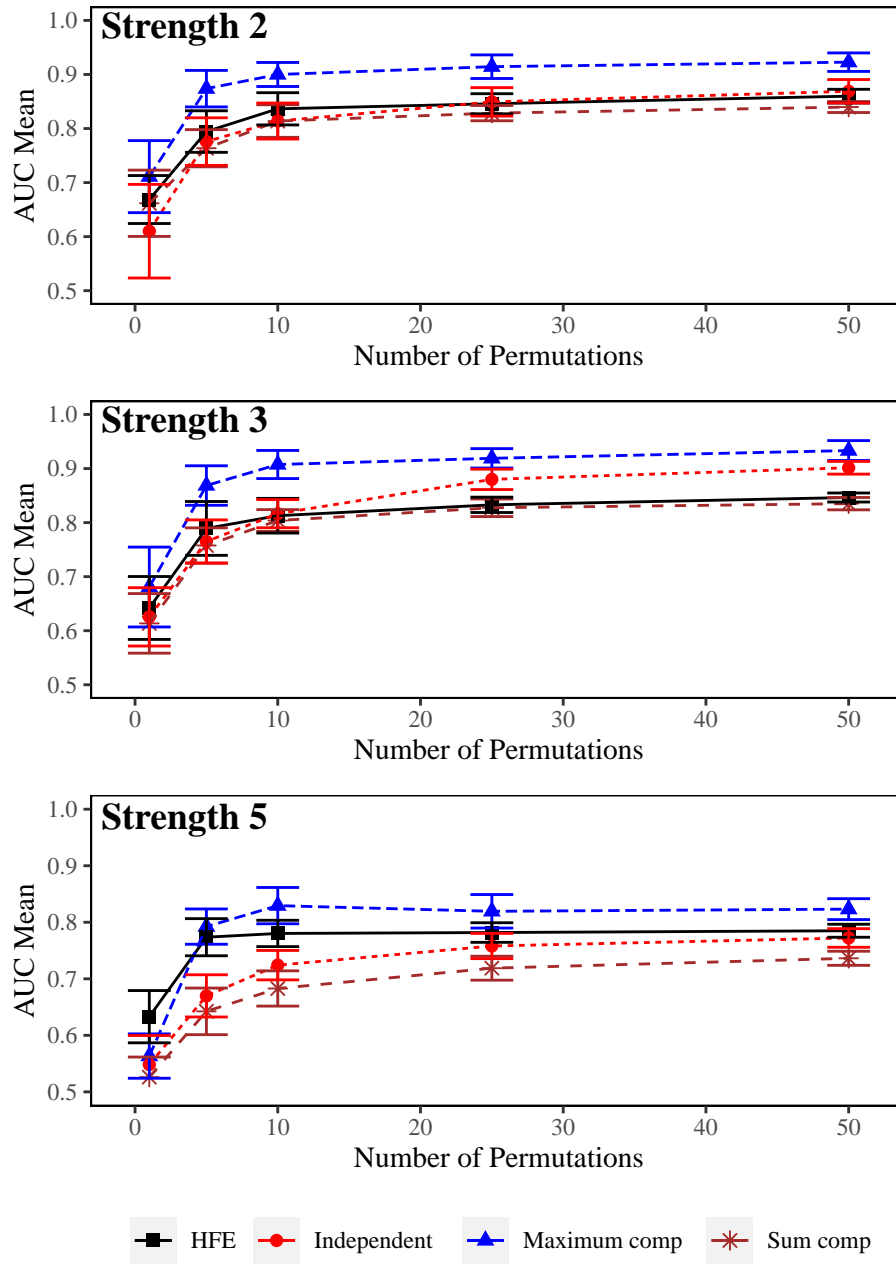 Strength 2
AUC Mean
1.0
0.9
0.8
0.7
0.6
0.5
0 10 20 30 40 50
Number of Permutations
Strength 3
AUC Mean
1.0
0.9
0.8
0.7
0.6
0.5
0 10 20 30 40 50
Number of Permutations
Strength 5
AUC Mean
1.0
0.9
0.8
0.7
0.6
0.5
0 10 20 30 40 50
Number of Permutations
HFE Independent Maximum comp Sum comp